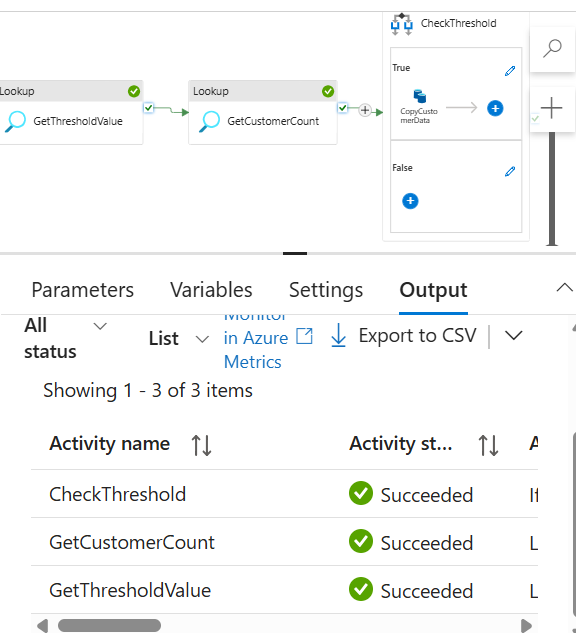 CheckThreshold
Lookup
GetThresholdValue
Lookup
GetCustomerCount
True
CopyCusto
merData
False
Parameters
Variables
Settings
Output
All
status
List
Monitor
in Azure
Metrics
Export to CSV
Showing 1 - 3 of 3 items
Activity name
Activity st...
A
CheckThreshold
Succeeded
If
GetCustomerCount
Succeeded
L
GetThresholdValue
Succeeded
L